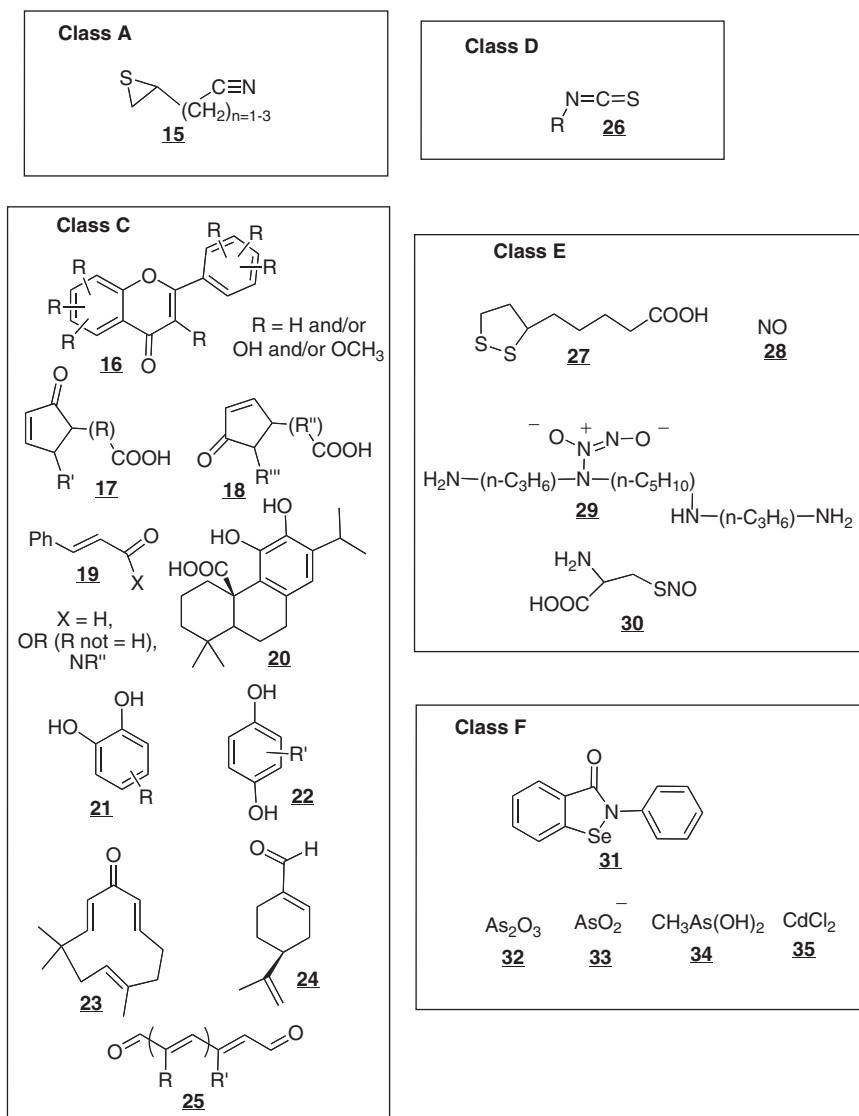 Class A
S
C≡N
(CH₂)n=1-3
15
Class D
N=C=S
R
26
Class C
R
R
R
R
O
R
R
R
O
R
16
R = H and/or
OH and/or OCH₃
O
(R)
COOH
R'
17
(R'')
COOH
O
R'''
18
Ph
O
X
19
X = H,
OR (R not = H),
NR''
OH
HO
HOOC
20
OH
HO
R
21
OH
R'
OH
22
O
23
O
H
24
O
(
)
O
R
R'
25
Class E
COOH
S
S
27
NO
28
− O + N=N O −
H₂N (n-C₃H₆) N (n-C₅H₁₀)
29
HN (n-C₃H₆) NH₂
H₂N
HOOC
SNO
30
Class F
O
N
Se
31
As₂O₃
AsO₂⁻
CH₃As(OH)₂
CdCl₂
32
33
34
35